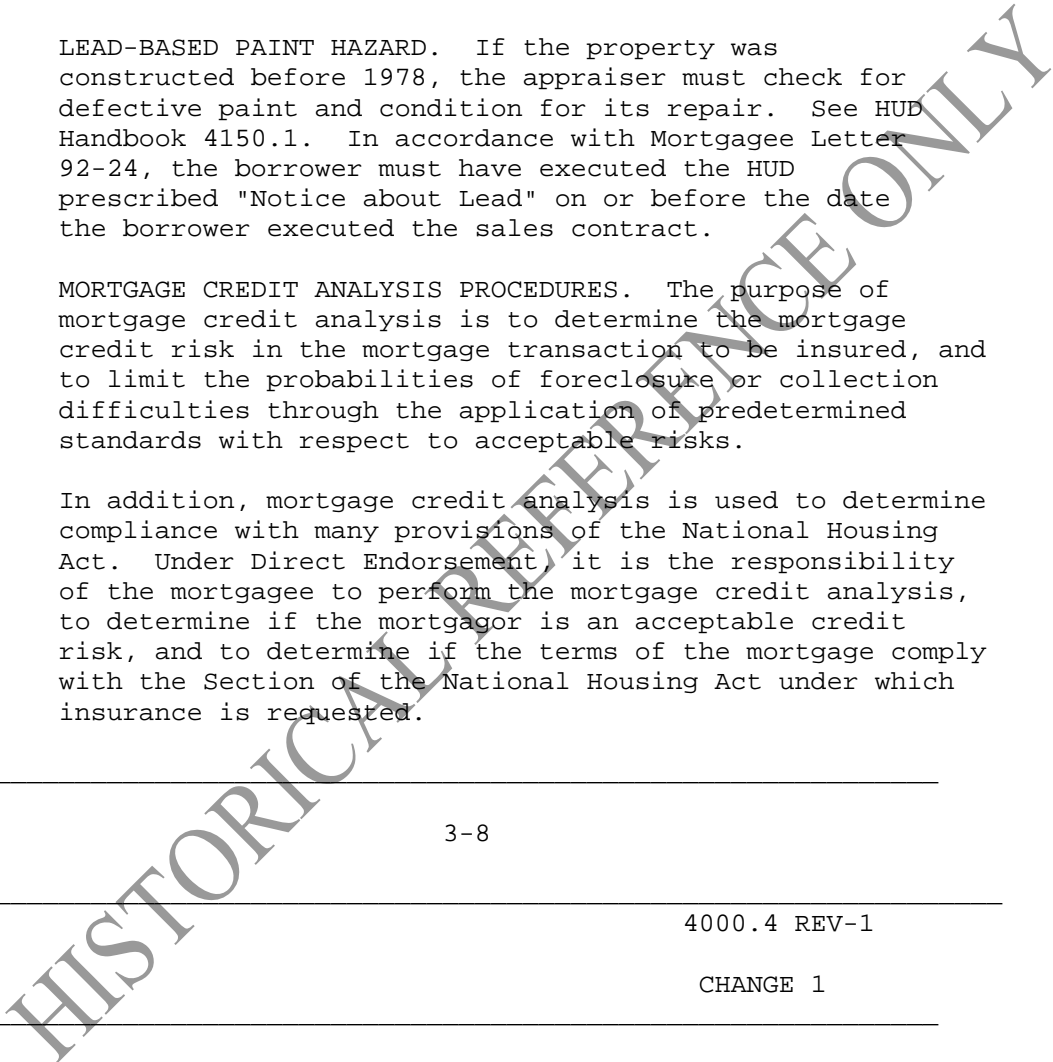 LEAD-BASED PAINT HAZARD.  If the property was
constructed before 1978, the appraiser must check for
defective paint and condition for its repair.  See HUD
Handbook 4150.1.  In accordance with Mortgagee Letter
92-24, the borrower must have executed the HUD
prescribed "Notice about Lead" on or before the date
the borrower executed the sales contract.
MORTGAGE CREDIT ANALYSIS PROCEDURES.  The purpose of
mortgage credit analysis is to determine the mortgage
credit risk in the mortgage transaction to be insured, and
to limit the probabilities of foreclosure or collection
difficulties through the application of predetermined
standards with respect to acceptable risks.
In addition, mortgage credit analysis is used to determine
compliance with many provisions of the National Housing
Act.  Under Direct Endorsement, it is the responsibility
of the mortgagee to perform the mortgage credit analysis,
to determine if the mortgagor is an acceptable credit
risk, and to determine if the terms of the mortgage comply
with the Section of the National Housing Act under which
insurance is requested.
3-8
4000.4 REV-1
CHANGE 1
HISTORICAL REFERENCE ONLY